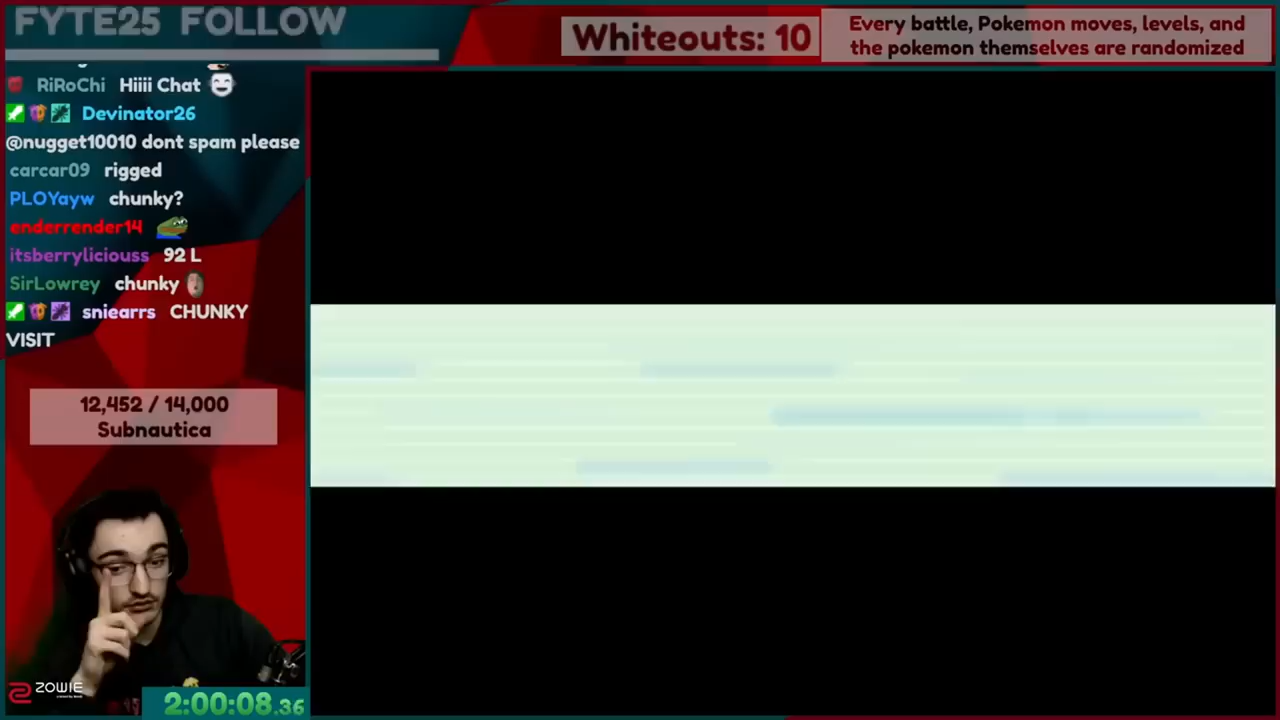 FYTE25 FOLLOW
Whiteouts: 10
Every battle, Pokemon moves, levels, and
the pokemon themselves are randomized
RiRoChi Hiiii Chat
Devinator26
@nugget10010 dont spam please
carcar09 rigged
PLOYayw chunky?
enderrender14
itsberryliciouss 92 L
SirLowrey chunky
sniearrs CHUNKY
VISIT
12,452 / 14,000
Subnautica
ZOWIE
2:00:08.36